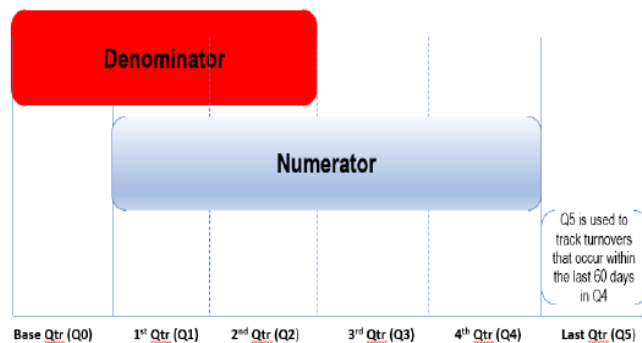 Denominator
Numerator
Q5 is used to
track turnovers
that occur within
the last 60 days
in Q4
Base Qtr (Q0) 1st Qtr (Q1) 2nd Qtr (Q2) 3rd Qtr (Q3) 4th Qtr (Q4) Last Qtr (Q5)